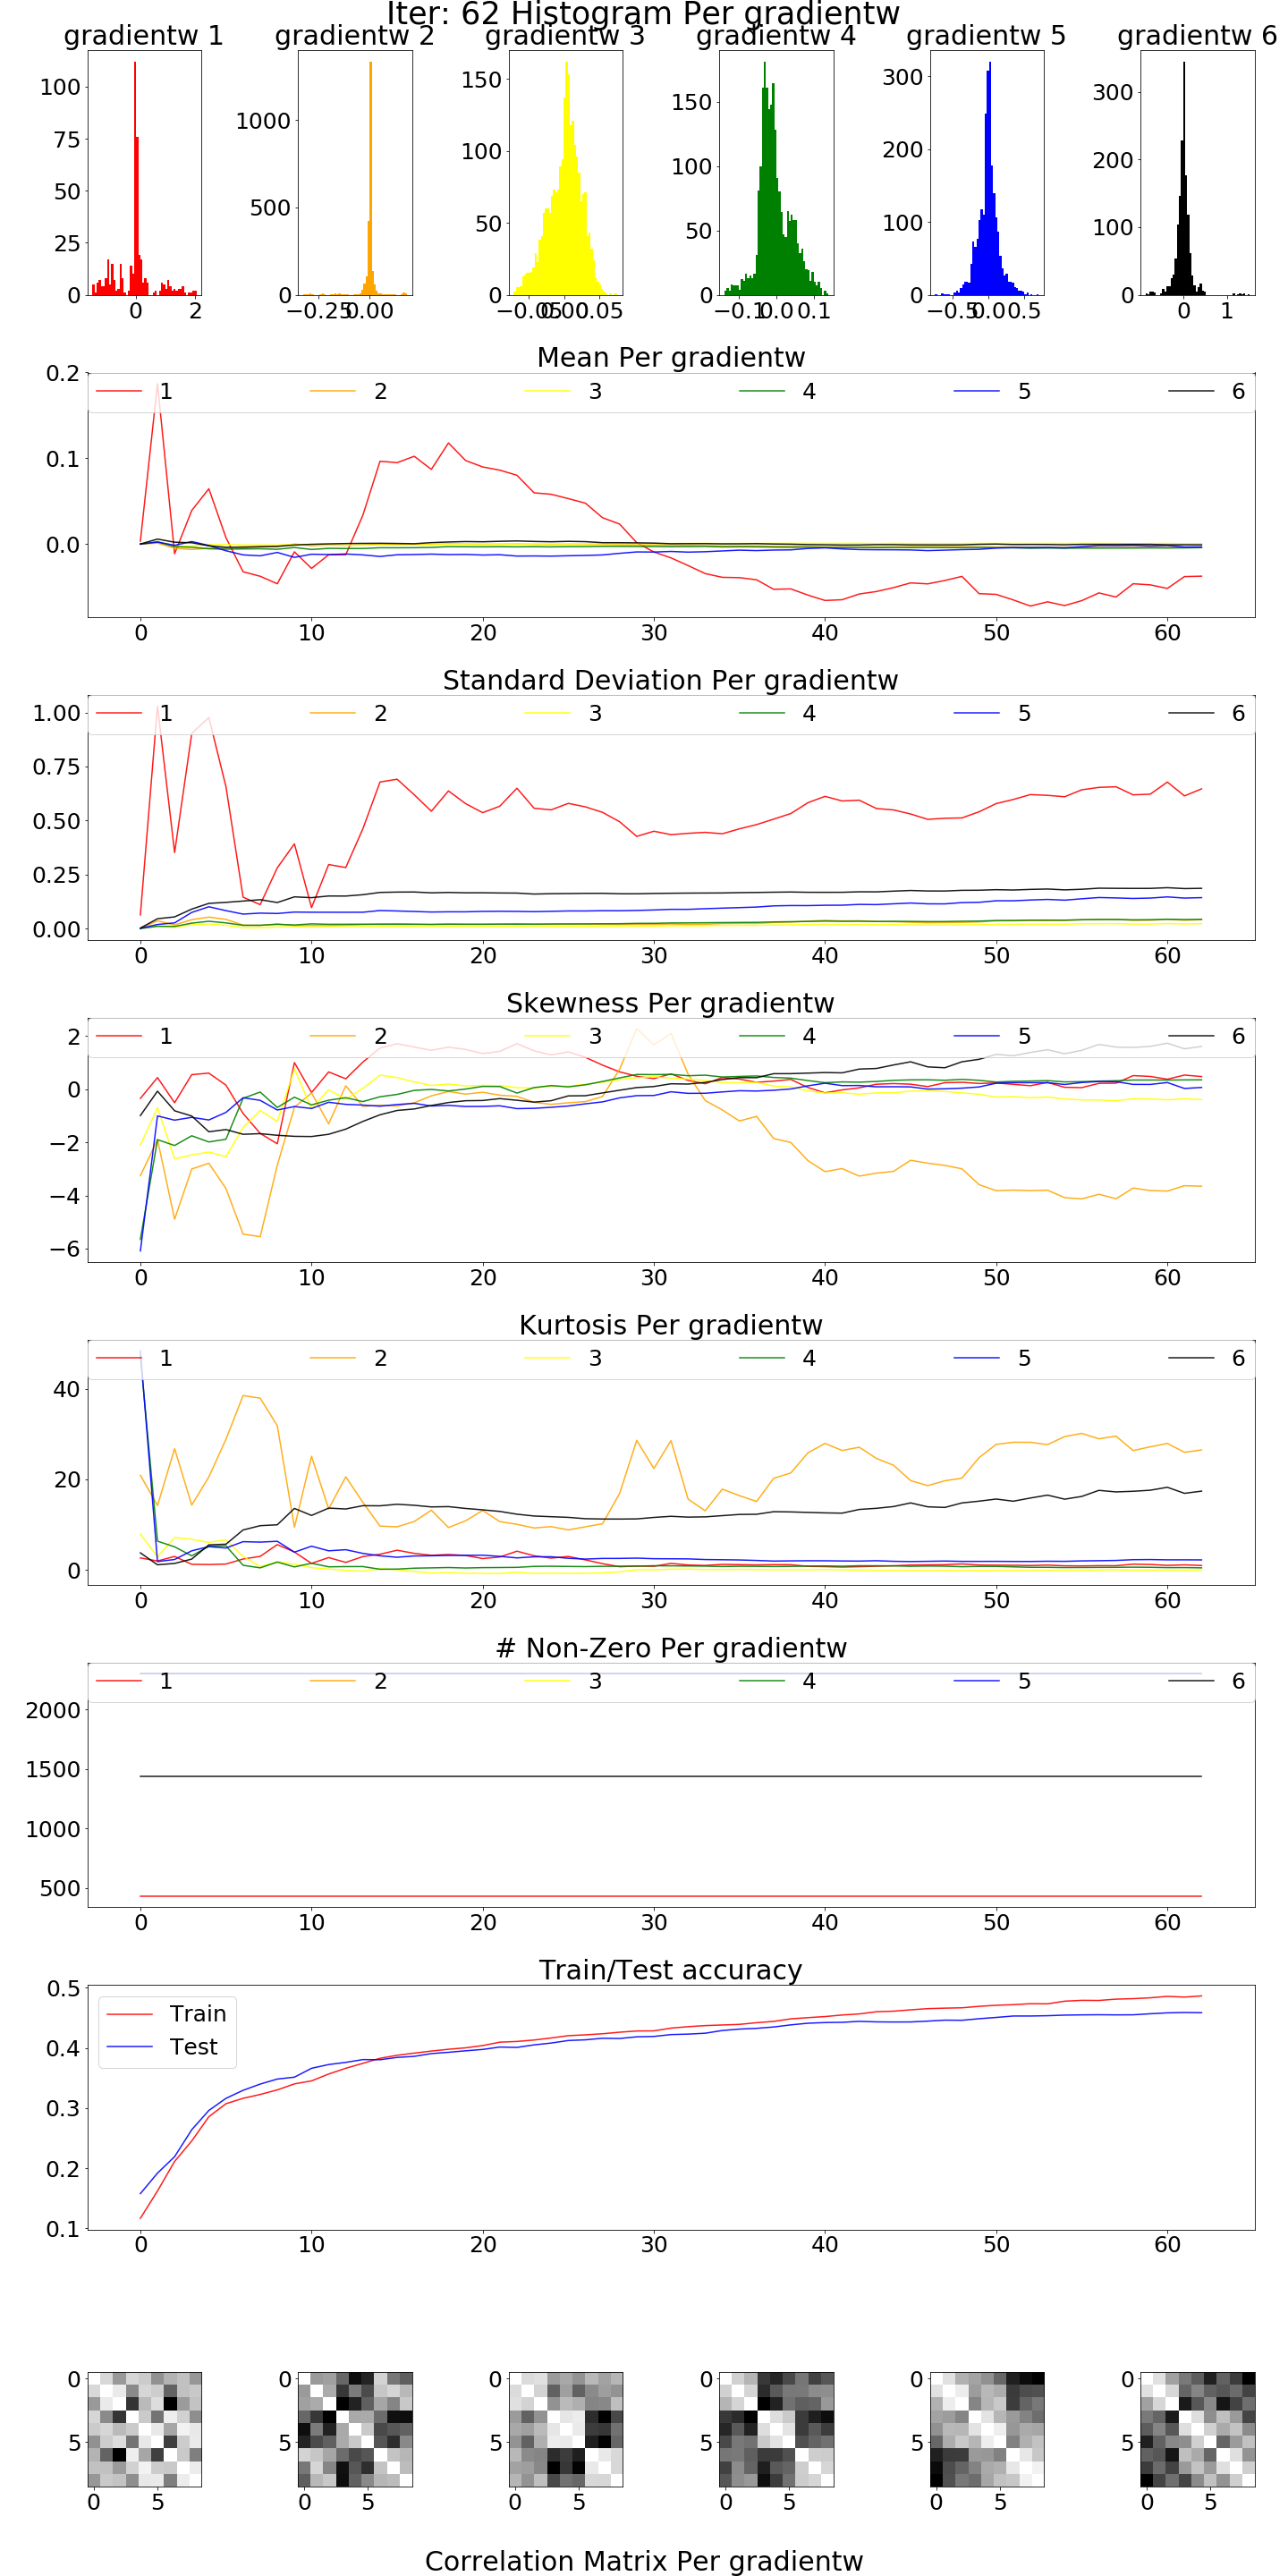 Iter: 62 Histogram Per gradientw
gradientw 1 gradientw 2 gradientw 3 gradientw 4 gradientw 5 gradientw 6
100 75 50 25 0
0 2
1000 500 0
−0.25 0.00
150 100 50 0
−0.05 0.00 0.05
150 100 50 0
−0.1 0.0 0.1
300 200 100 0
−0.5 0.0 0.5
300 200 100 0
0 1
Mean Per gradientw
1 2 3 4 5 6
0.2
0.1
0.0
0 10 20 30 40 50 60
Standard Deviation Per gradientw
1 2 3 4 5 6
1.00
0.75
0.50
0.25
0.00
0 10 20 30 40 50 60
Skewness Per gradientw
1 2 3 4 5 6
2
0
−2
−4
−6
0 10 20 30 40 50 60
Kurtosis Per gradientw
1 2 3 4 5 6
40
20
0
0 10 20 30 40 50 60
# Non-Zero Per gradientw
1 2 3 4 5 6
2000
1500
1000
500
0 10 20 30 40 50 60
Train/Test accuracy
Train
Test
0.5
0.4
0.3
0.2
0.1
0 10 20 30 40 50 60
0 0 0 0 0 0
5 5 5 5 5 5
0 5 0 5 0 5 0 5 0 5 0 5
Correlation Matrix Per gradientw